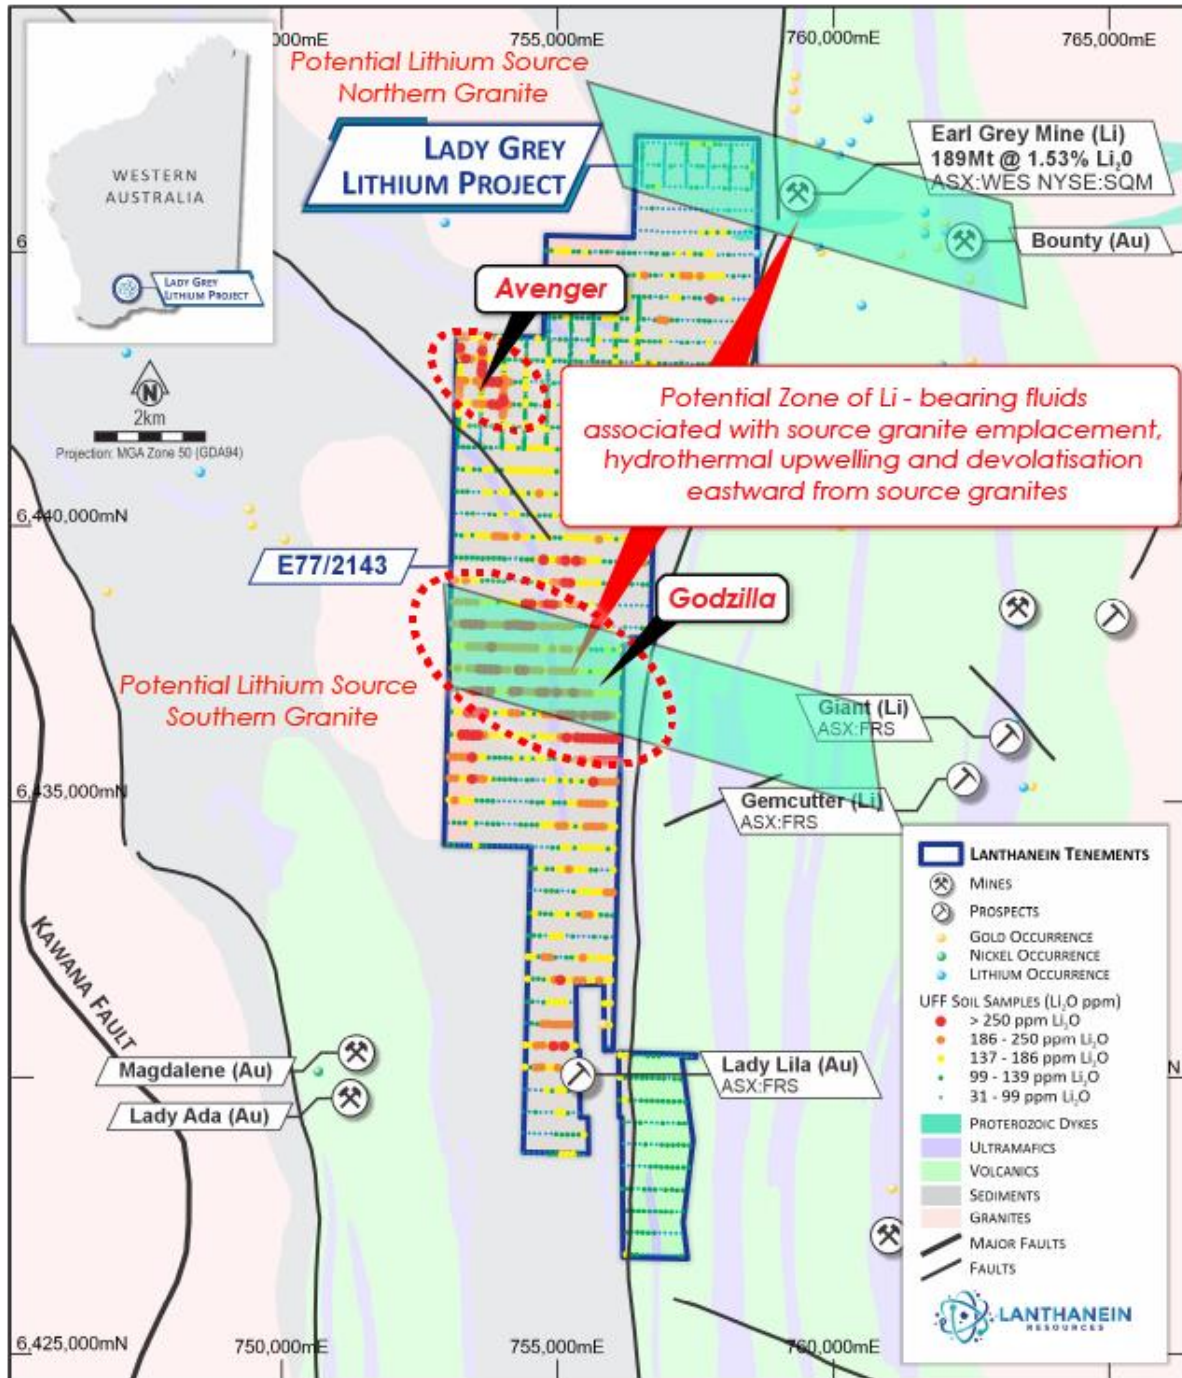 000mE
755,000mE
760,000mE
765,000mE
WESTERN
AUSTRALIA
LADY GREY
LITHIUM PROJECT
Potential Lithium Source
Northern Granite
LADY GREY
LITHIUM PROJECT
Earl Grey Mine (Li)
189Mt @ 1.53% Li₂0
ASX:WES NYSE:SQM
Bounty (Au)
6
Avenger
N
2km
Projection: MGA Zone 50 (GDA94)
Potential Zone of Li - bearing fluids
associated with source granite emplacement,
hydrothermal upwelling and devolatisation
eastward from source granites
6,440,000mN
E77/2143
Godzilla
Potential Lithium Source
Southern Granite
Giant (Li)
ASX:FRS
6,435,000mN
Gemcutter (Li)
ASX:FRS
KAWANA FAULT
Magdalene (Au)
Lady Ada (Au)
Lady Lila (Au)
ASX:FRS
N
LANTHANEIN TENEMENTS
MINES
PROSPECTS
GOLD OCCURRENCE
NICKEL OCCURRENCE
LITHIUM OCCURRENCE
UFF SOIL SAMPLES (Li₂O ppm)
> 250 ppm Li₂O
186 - 250 ppm Li₂O
137 - 186 ppm Li₂O
99 - 139 ppm Li₂O
31 - 99 ppm Li₂O
PROTEROZOIC DYKES
ULTRAMAFICS
VOLCANICS
SEDIMENTS
GRANITES
MAJOR FAULTS
FAULTS
LANTHANEIN
RESOURCES
6,425,000mN
750,000mE
755,000mE
760,000mE